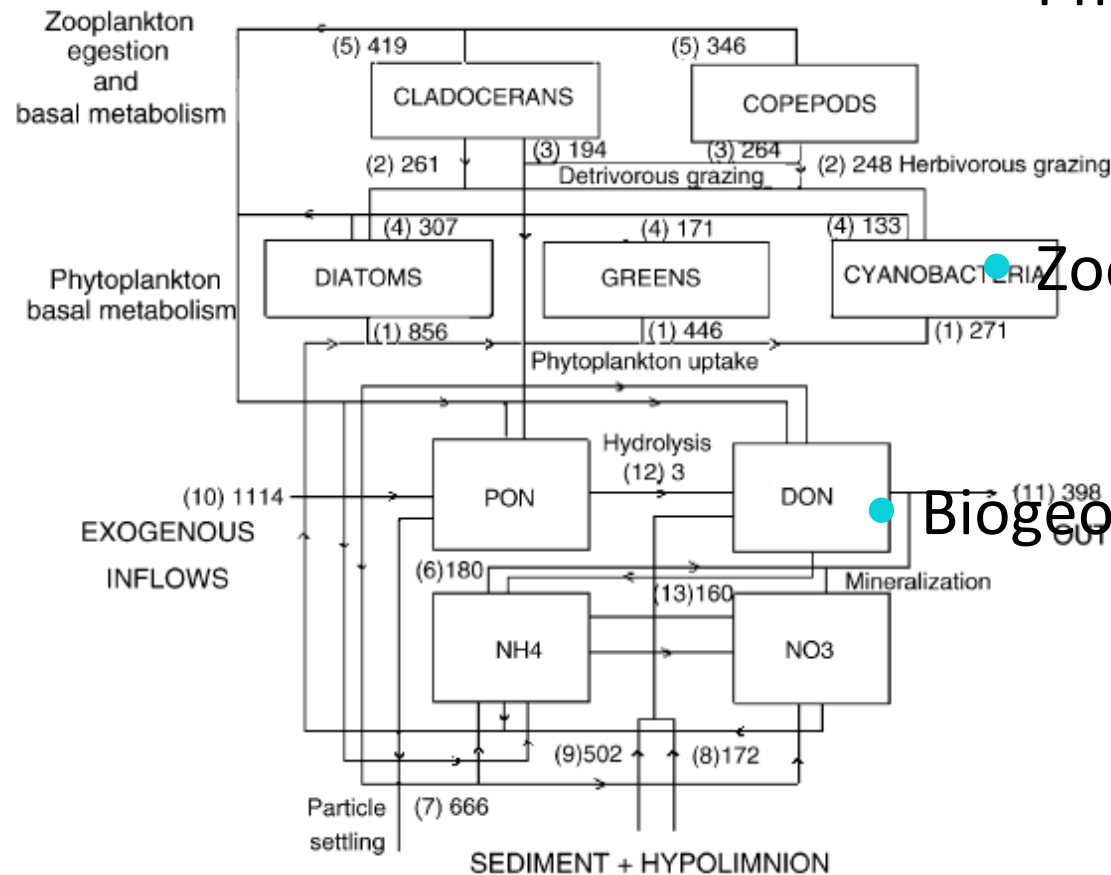 Zooplankton
egestion
and
basal metabolism
(5) 419
(5) 346
CLADOCERANS
COPEPODS
(2) 261
(3) 194
(3) 264
(2) 248 Herbivorous grazing
Detrivorous grazing
(4) 307
(4) 171
(4) 133
Phytoplankton
basal metabolism
DIATOMS
GREENS
CYANOBACTERIA
Zoo
(1) 856
(1) 446
(1) 271
Phytoplankton uptake
Hydrolysis
(12) 3
(10) 1114
EXOGENOUS
INFLOWS
PON
DON
(11) 398
OUT
Biogeo
(6)180
(13)160
Mineralization
NH4
NO3
(9)502
(8)172
(7) 666
Particle
settling
SEDIMENT + HYPOLIMNION